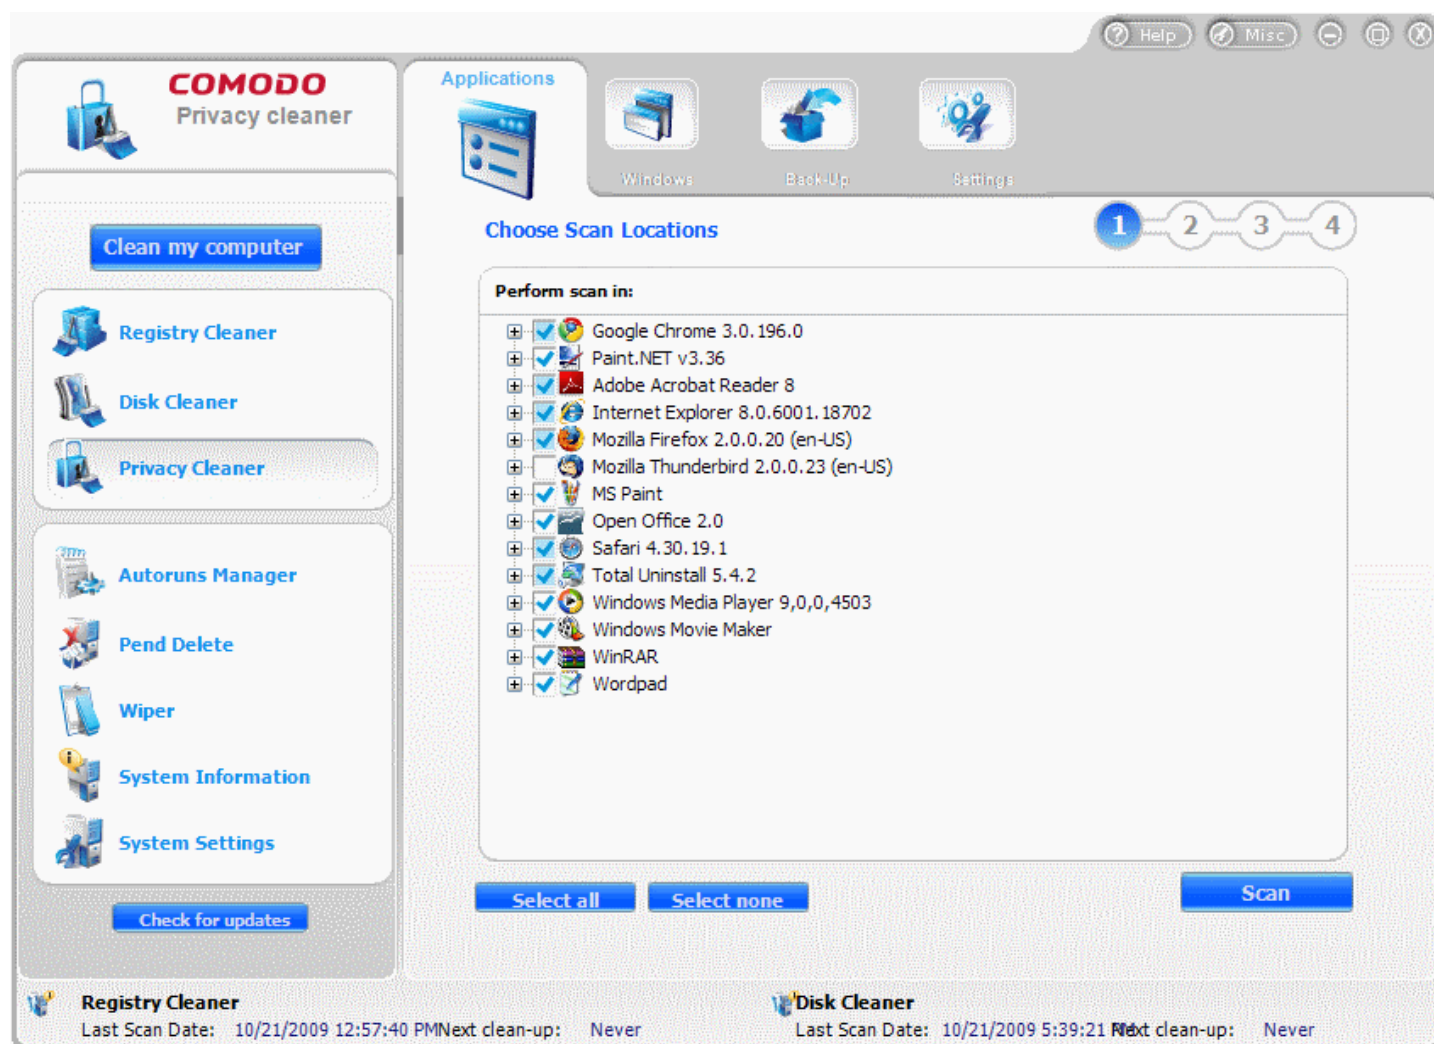 Help
Misc
COMODO
Privacy cleaner
Applications
Windows
Back-Up
Settings
Clean my computer
Registry Cleaner
Disk Cleaner
Privacy Cleaner
Autoruns Manager
Pend Delete
Wiper
System Information
System Settings
Check for updates
Choose Scan Locations
1 2 3 4
Perform scan in:
Google Chrome 3.0.196.0
Paint.NET v3.36
Adobe Acrobat Reader 8
Internet Explorer 8.0.6001.18702
Mozilla Firefox 2.0.0.20 (en-US)
Mozilla Thunderbird 2.0.0.23 (en-US)
MS Paint
Open Office 2.0
Safari 4.30.19.1
Total Uninstall 5.4.2
Windows Media Player 9,0,0,4503
Windows Movie Maker
WinRAR
Wordpad
Select all
Select none
Scan
Registry Cleaner
Last Scan Date: 10/21/2009 12:57:40 PMNext clean-up: Never
Disk Cleaner
Last Scan Date: 10/21/2009 5:39:21 clean-up: Never